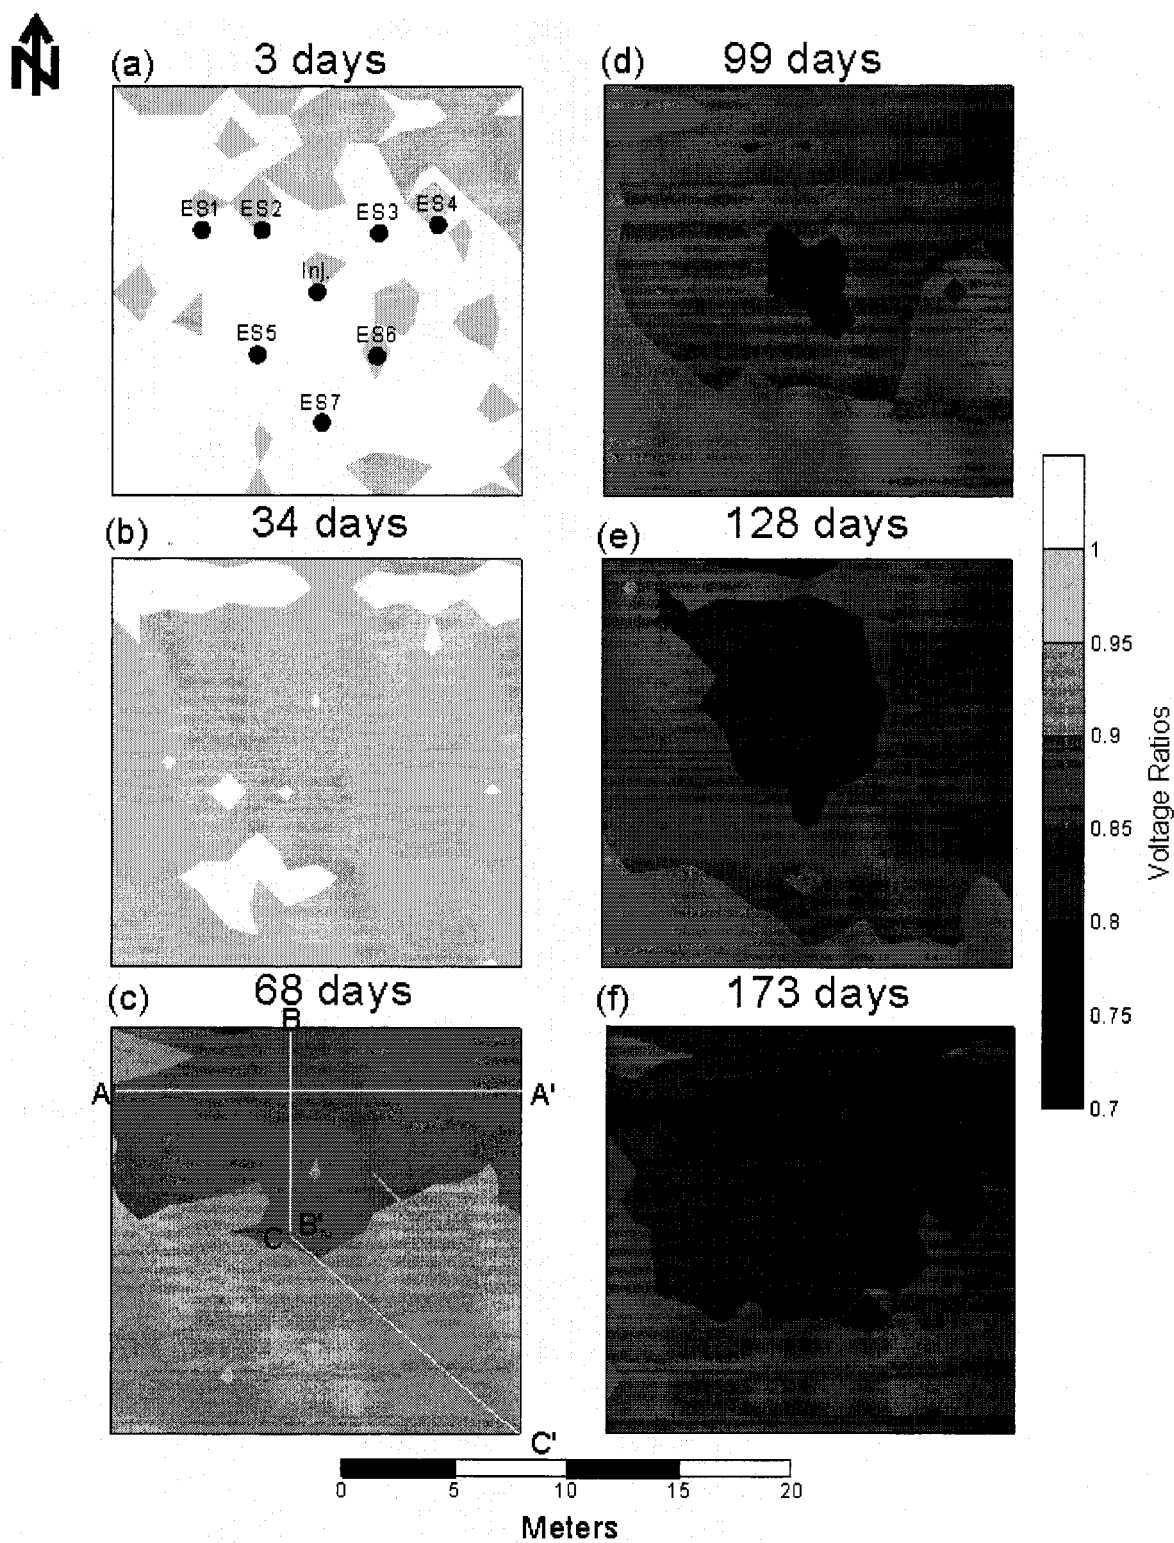 N
(a) 3 days
(d) 99 days
ES1 ES2 ES3 ES4
Inj.
ES5 ES6
ES7
(b) 34 days
(e) 128 days
1
0.95
0.9
0.85
0.8
0.75
0.7
Voltage Ratios
(c) 68 days
(f) 173 days
B
A A'
B'
C
C'
0 5 10 15 20
Meters